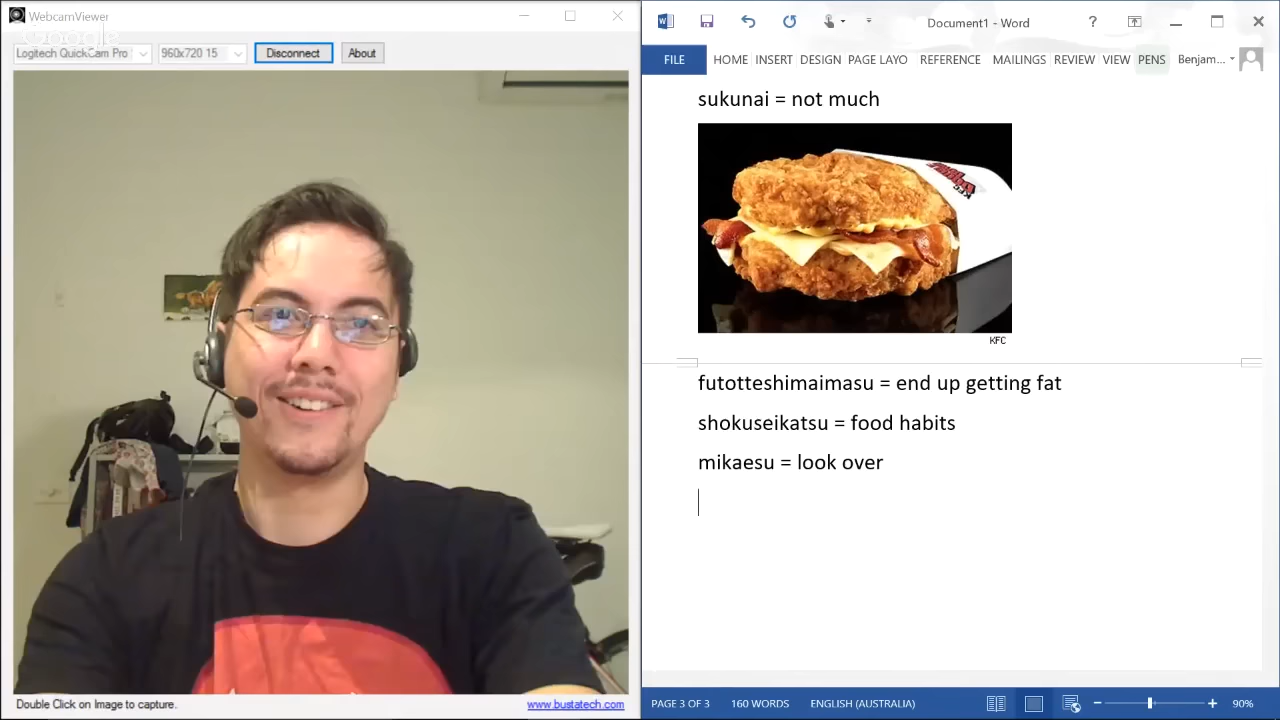 WebcamViewer
Google
Logitech QuickCam Pro
960x720 15
Disconnect
About
Double Click on Image to capture.
www.bustatech.com
Document1 - Word
?
FILE
HOME
INSERT
DESIGN
PAGE LAYO
REFERENCE
MAILINGS
REVIEW
VIEW
PENS
Benjam...
sukunai = not much
KFC
KFC
futotteshimaimasu = end up getting fat
shokuseikatsu = food habits
mikaesu = look over
PAGE 3 OF 3
160 WORDS
ENGLISH (AUSTRALIA)
90%